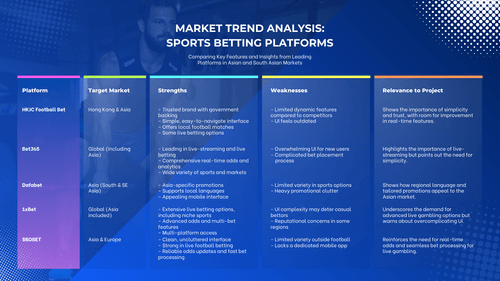 MARKET TREND ANALYSIS:
SPORTS BETTING PLATFORMS
Comparing Key Features and Insights from Leading
Platforms in Asian and South Asian Markets
Platform
Target Market
Strengths
Weaknesses
Relevance to Project
HKJC Football Bet
Hong Kong & Asia
- Trusted brand with government
backing
- Simple, easy-to-navigate interface
- Offers local football matches
- Some live betting options
- Limited dynamic features
compared to competitors
- UI feels outdated
Shows the importance of simplicity
and trust, with room for improvement
in real-time features.
Bet365
Global (including
Asia)
- Leading in live-streaming and live
betting
- Comprehensive real-time odds and
analytics
- Wide variety of sports and markets
- Overwhelming UI for new users
- Complicated bet placement
process
Highlights the importance of live-
streaming but points out the need for
simplicity.
Dafabet
Asia (South & SE
Asia)
- Asia-specific promotions
- Supports local languages
- Appealing mobile interface
- Limited variety in sports options
- Heavy promotional clutter
Shows how regional language and
tailored promotions appeal to the
Asian market.
1xBet
Global (Asia
included)
- Extensive live betting options,
including niche sports
- Advanced odds and multi-bet
features
- Multi-platform access
- UI complexity may deter casual
bettors
- Reputational concerns in some
regions
Underscores the demand for
advanced live gambling options but
warns about overcomplicated UI.
SBOBET
Asia & Europe
- Clean, uncluttered interface
- Strong in live football betting
- Reliable odds updates and fast bet
processing
- Limited variety outside football
- Lacks a dedicated mobile app
Reinforces the need for real-time
odds and seamless bet processing for
live gambling.